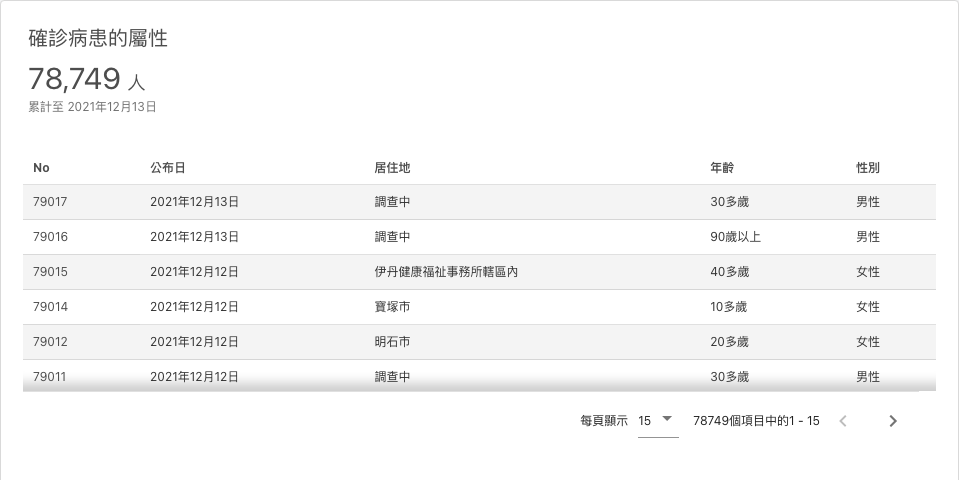 確診病患的屬性
78,749 人
累計至 2021年12月13日
No 公布日 居住地 年齡 性別
79017 2021年12月13日 調查中 30多歲 男性
79016 2021年12月13日 調查中 90歲以上 男性
79015 2021年12月12日 伊丹健康福祉事務所轄區內 40多歲 女性
79014 2021年12月12日 寶塚市 10多歲 女性
79012 2021年12月12日 明石市 20多歲 女性
79011 2021年12月12日 調查中 30多歲 男性
每頁顯示 15 78749個項目中的1 - 15